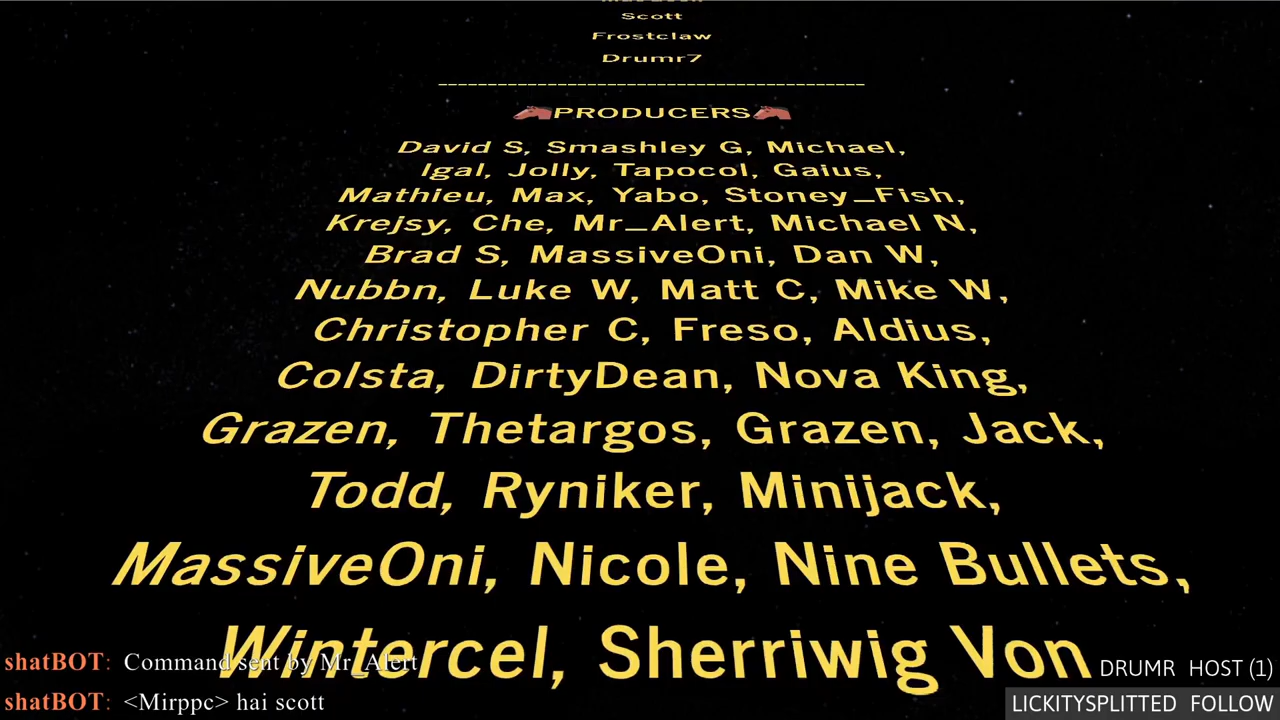 Scott
Frostclaw
Drumr7
PRODUCERS
David S, Smashley G, Michael,
Igal, Jolly, Tapocol, Gaius,
Mathieu, Max, Yabo, Stoney_Fish,
Krejsy, Che, Mr_Alert, Michael N,
Brad S, MassiveOni, Dan W,
Nubbn, Luke W, Matt C, Mike W,
Christopher C, Freso, Aldius,
Colsta, DirtyDean, Nova King,
Grazen, Thetargos, Grazen, Jack,
Todd, Ryniker, Minijack,
MassiveOni, Nicole, Nine Bullets,
Wintercel, Sherriwig Von
shatBOT: Command sent by Mr_Alert
DRUMR HOST (1)
shatBOT: <Mirppc> hai scott
LICKITYSPLITTED FOLLOW